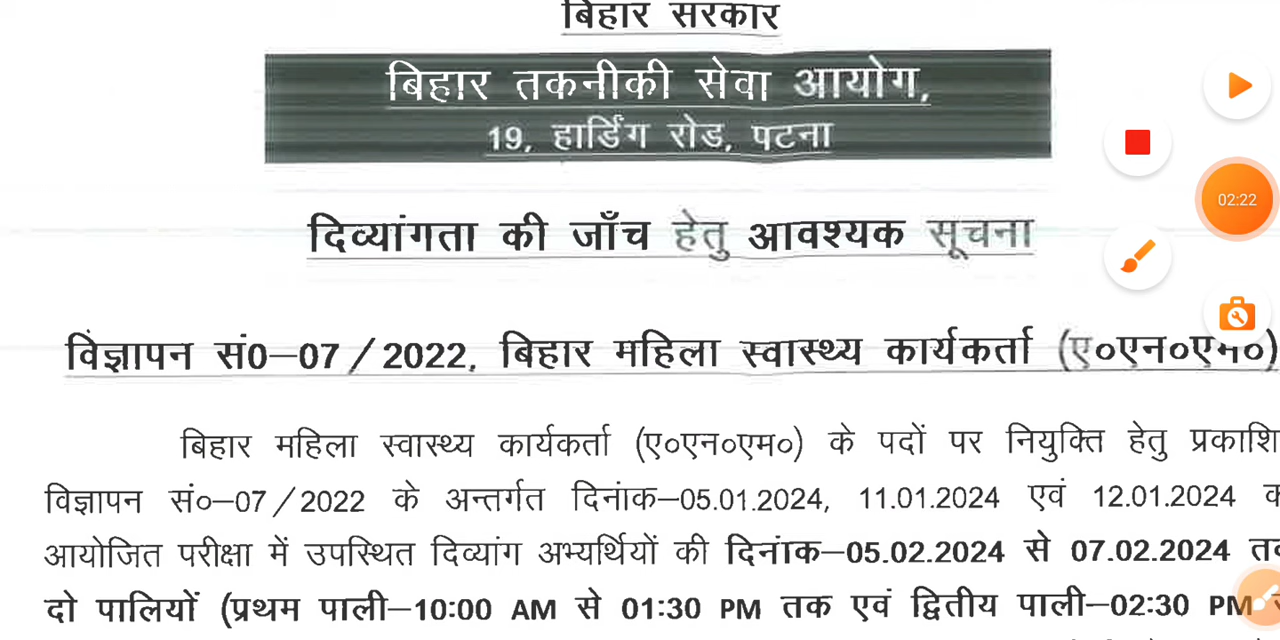 बिहार सरकार
बिहार तकनीकी सेवा आयोग,
19, हार्डिंग रोड, पटना
02:22
दिव्यांगता की जाँच हेतु आवश्यक सूचना
विज्ञापन सं0–07 / 2022, बिहार महिला स्वास्थ्य कार्यकर्ता (ए०एन०एम०)
बिहार महिला स्वास्थ्य कार्यकर्ता (ए०एन०एम०) के पदों पर नियुक्ति हेतु
विज्ञापन सं०–07 / 2022 के अन्तर्गत दिनांक–05.01.2024, 11.01.2024 एवं 12.01.2024
आयोजित परीक्षा में उपस्थित दिव्यांग अभ्यर्थियों की दिनांक–05.02.2024 से 07.02.2024
दो पालियों (प्रथम पाली–10:00 AM से 01:30 PM तक एवं द्वितीय पाली–02:30 PM